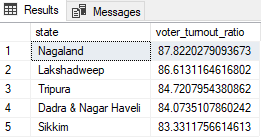 Results Messages
state voter_turnout_ratio
1 Nagaland 87.8220279093673
2 Lakshadweep 86.6131164616802
3 Tripura 84.7207954380862
4 Dadra & Nagar Haveli 84.0735107860242
5 Sikkim 83.3311756614613